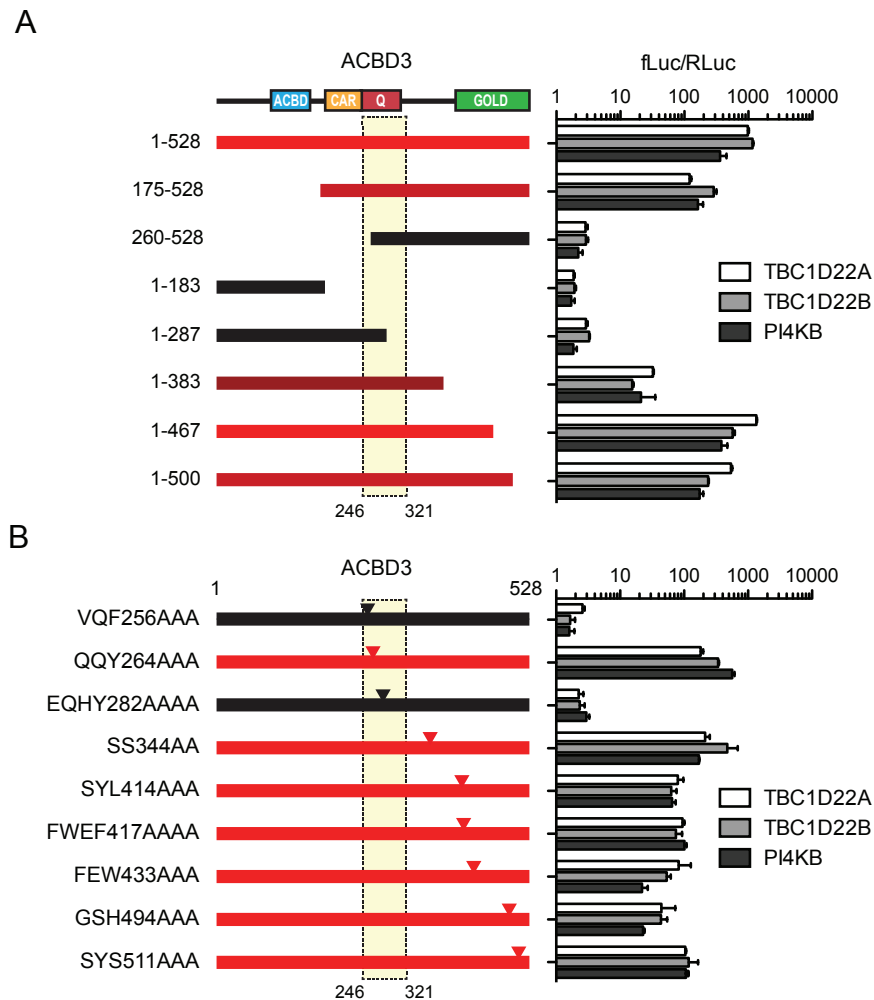 A
ACBD3
fLuc/RLuc
ACBD CAR Q GOLD
1 10 100 1000 10000
1-528
175-528
260-528
1-183
1-287
1-383
1-467
1-500
TBC1D22A
TBC1D22B
PI4KB
246 321
B
ACBD3
1 528
1 10 100 1000 10000
VQF256AAA
QQY264AAA
EQHY282AAAA
SS344AA
SYL414AAA
FWEF417AAAA
FEW433AAA
GSH494AAA
SYS511AAA
TBC1D22A
TBC1D22B
PI4KB
246 321